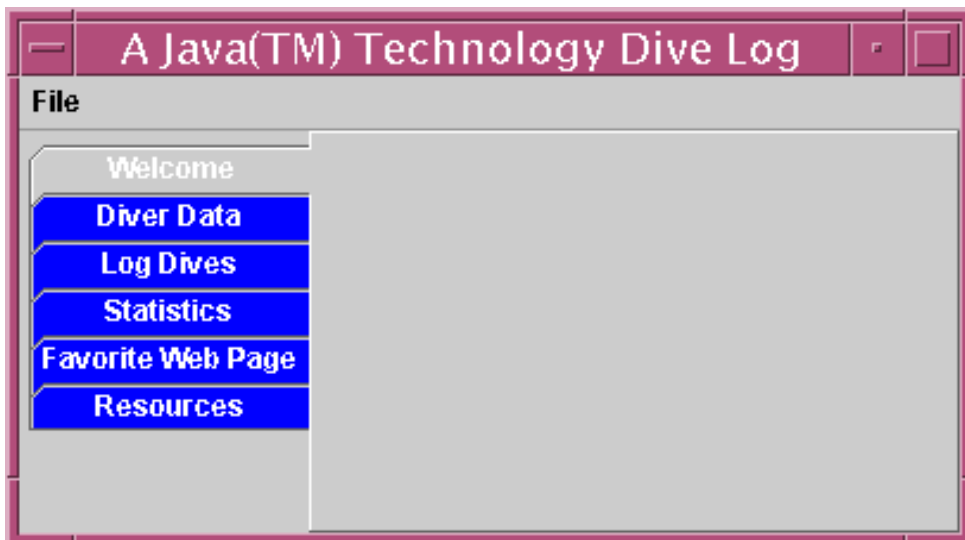 A Java(TM) Technology Dive Log
File
Welcome
Diver Data
Log Dives
Statistics
Favorite Web Page
Resources